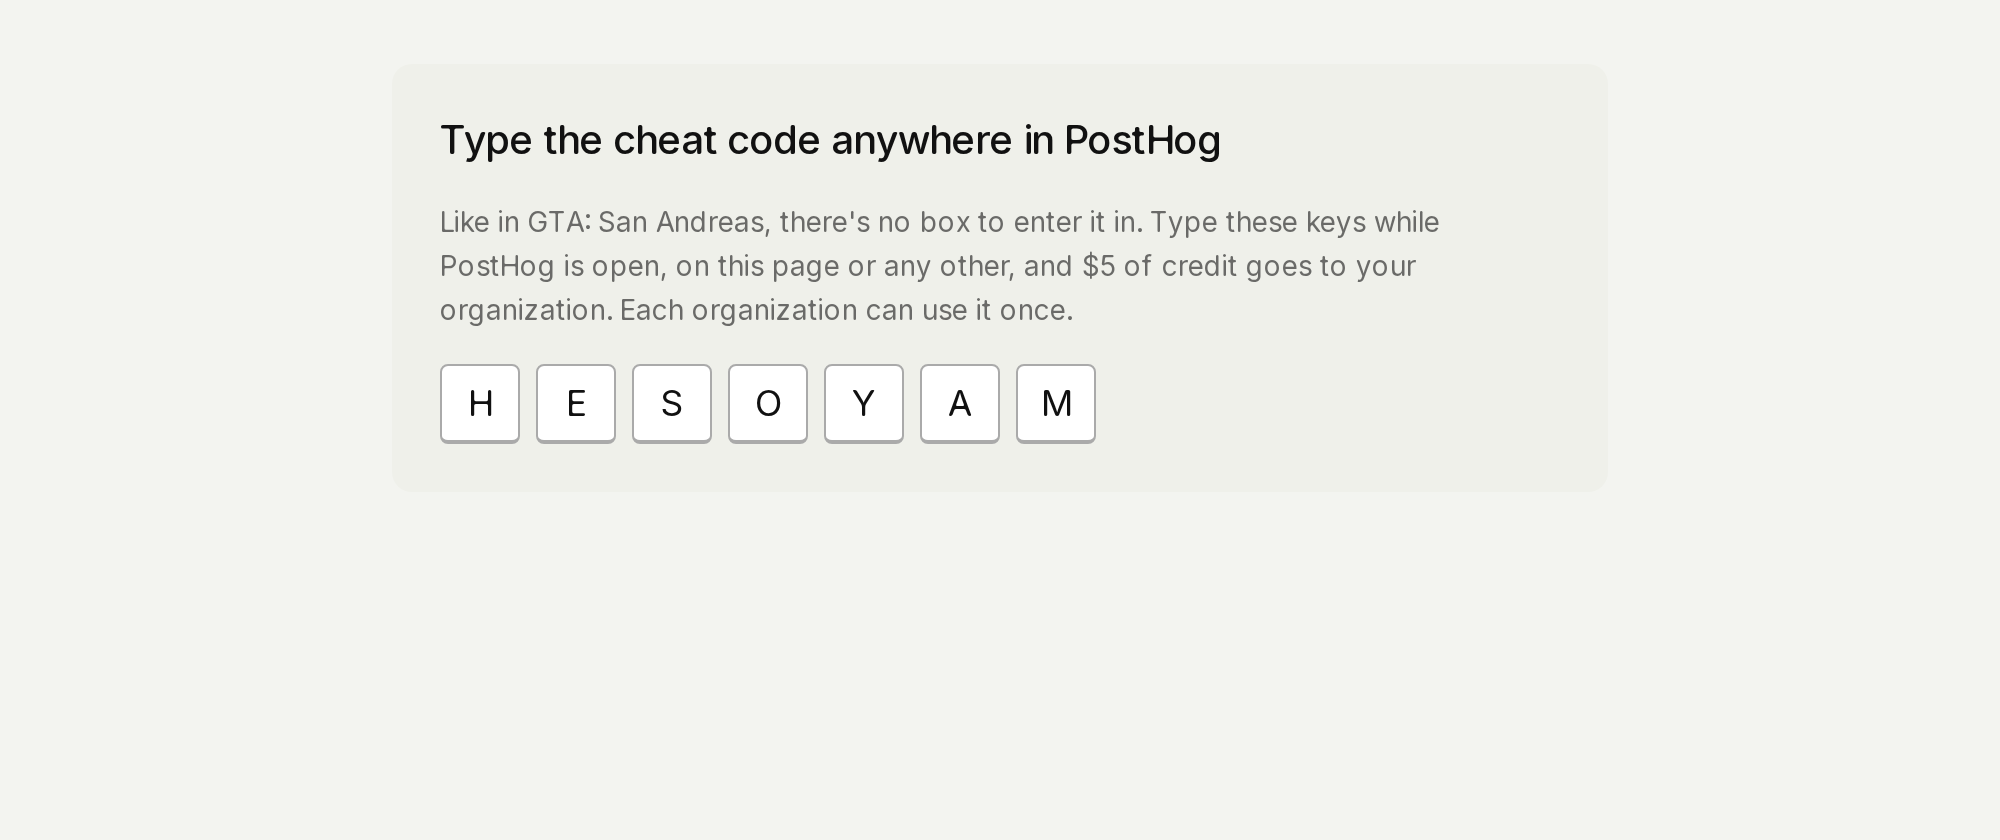 Type the cheat code anywhere in PostHog
Like in GTA: San Andreas, there's no box to enter it in. Type these keys while
PostHog is open, on this page or any other, and $5 of credit goes to your
organization. Each organization can use it once.
H E S O Y A M